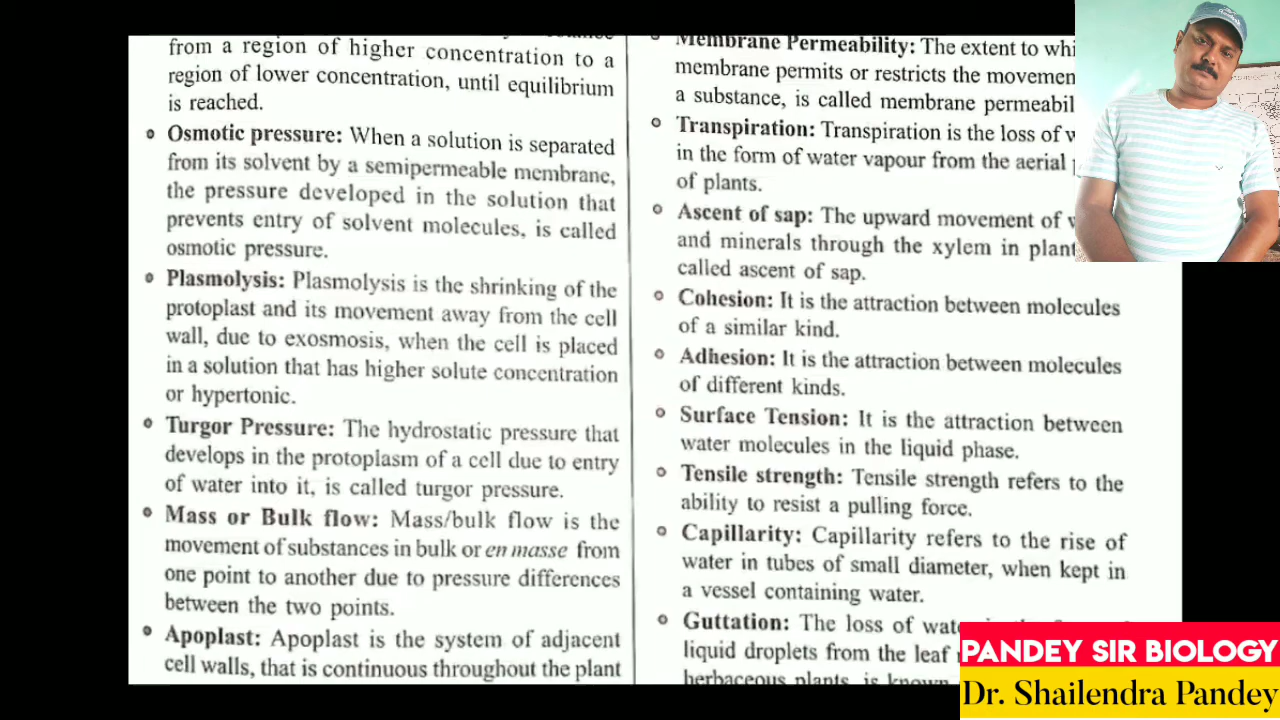 from a region of higher concentration to a
region of lower concentration, until equilibrium
is reached.
• Osmotic pressure: When a solution is separated
from its solvent by a semipermeable membrane,
the pressure developed in the solution that
prevents entry of solvent molecules, is called
osmotic pressure.
• Plasmolysis: Plasmolysis is the shrinking of the
protoplast and its movement away from the cell
wall, due to exosmosis, when the cell is placed
in a solution that has higher solute concentration
or hypertonic.
• Turgor Pressure: The hydrostatic pressure that
develops in the protoplasm of a cell due to entry
of water into it, is called turgor pressure.
• Mass or Bulk flow: Mass/bulk flow is the
movement of substances in bulk or en masse from
one point to another due to pressure differences
between the two points.
• Apoplast: Apoplast is the system of adjacent
cell walls, that is continuous throughout the plant
Membrane Permeability: The extent to whi
membrane permits or restricts the movemen
a substance, is called membrane permeabil
• Transpiration: Transpiration is the loss of
in the form of water vapour from the aerial
of plants.
• Ascent of sap: The upward movement of
and minerals through the xylem in plant
called ascent of sap.
• Cohesion: It is the attraction between molecules
of a similar kind.
• Adhesion: It is the attraction between molecules
of different kinds.
• Surface Tension: It is the attraction between
water molecules in the liquid phase.
• Tensile strength: Tensile strength refers to the
ability to resist a pulling force.
• Capillarity: Capillarity refers to the rise of
water in tubes of small diameter, when kept in
a vessel containing water.
• Guttation: The loss of wate
liquid droplets from the leaf
herbaceous plants, is known
PANDEY SIR BIOLOGY
Dr. Shailendra Pandey